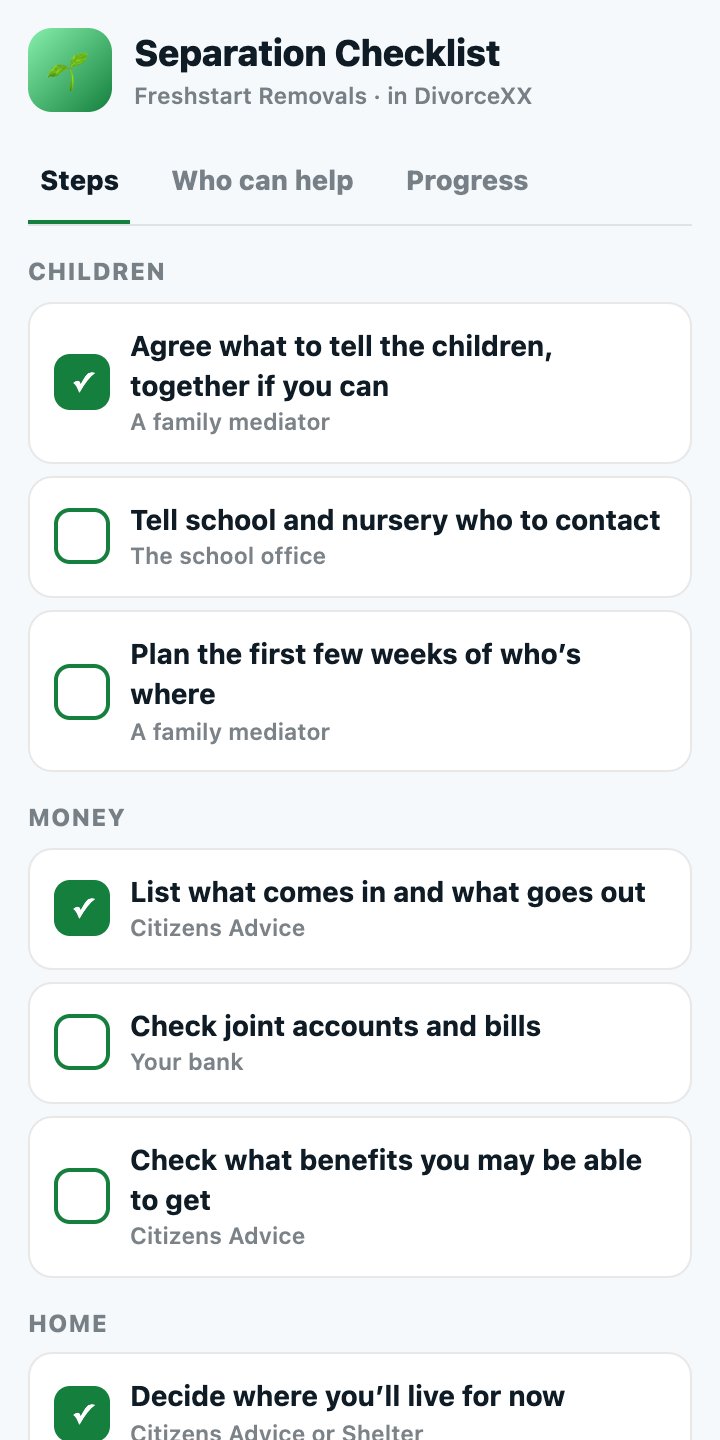 Separation Checklist
Freshstart Removals · in DivorceXX
Steps
Who can help
Progress
CHILDREN
Agree what to tell the children,
together if you can
A family mediator
Tell school and nursery who to contact
The school office
Plan the first few weeks of who’s
where
A family mediator
MONEY
List what comes in and what goes out
Citizens Advice
Check joint accounts and bills
Your bank
Check what benefits you may be able
to get
Citizens Advice
HOME
Decide where you’ll live for now
Citizens Advice or Shelter